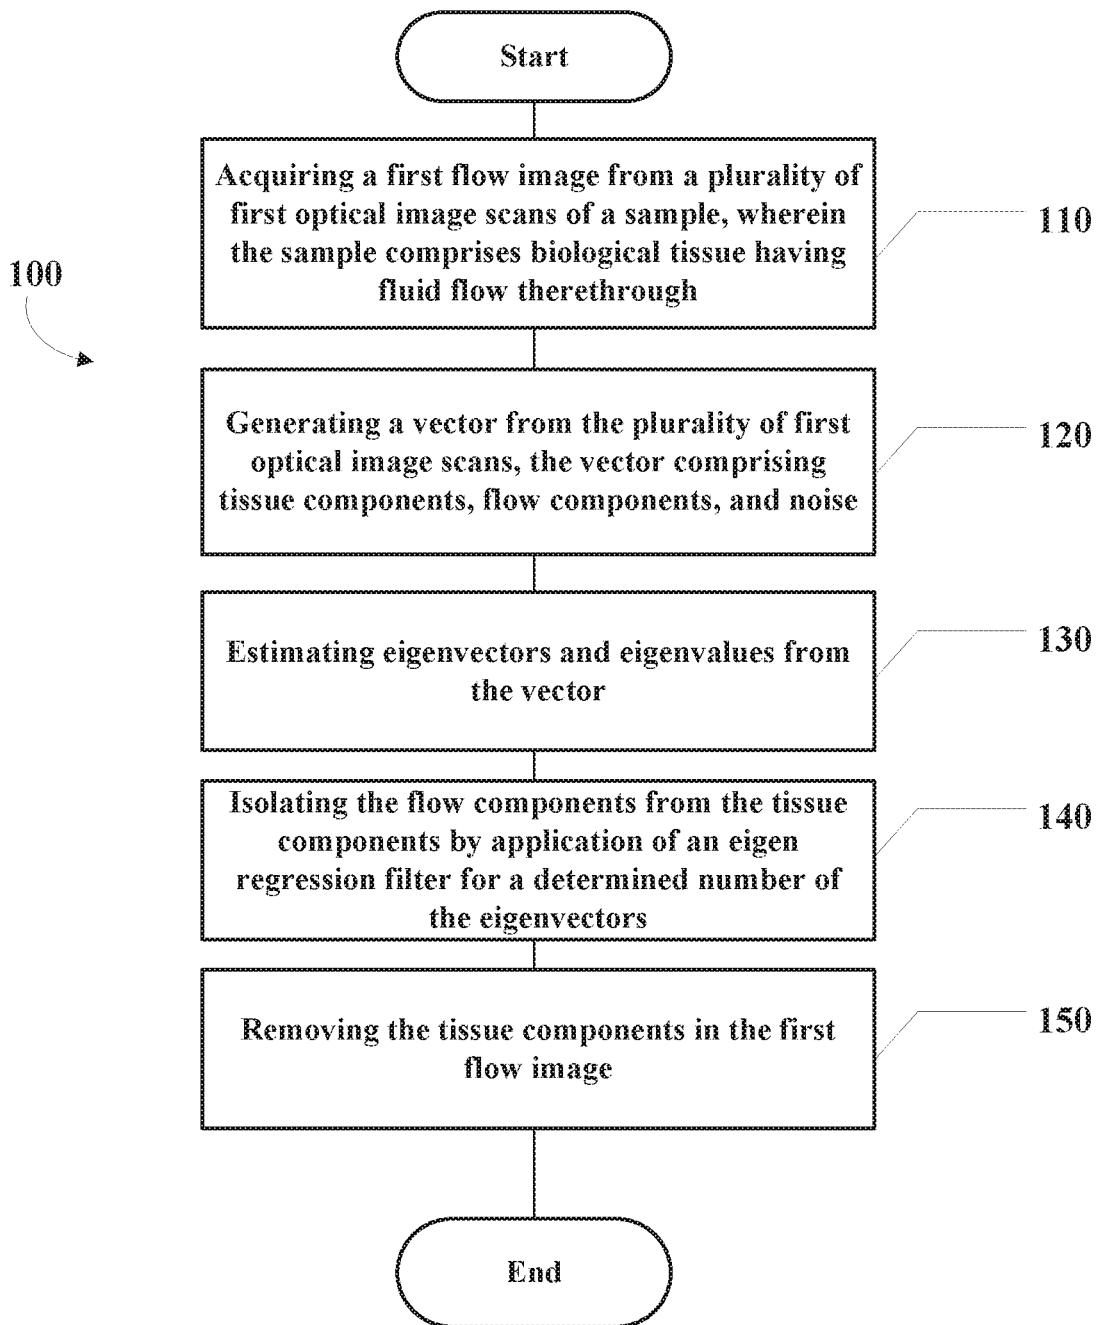 Start
Acquiring a first flow image from a plurality of
first optical image scans of a sample, wherein
the sample comprises biological tissue having
fluid flow therethrough
110
100
Generating a vector from the plurality of first
optical image scans, the vector comprising
tissue components, flow components, and noise
120
Estimating eigenvectors and eigenvalues from
the vector
130
Isolating the flow components from the tissue
components by application of an eigen
regression filter for a determined number of
the eigenvectors
140
Removing the tissue components in the first
flow image
150
End